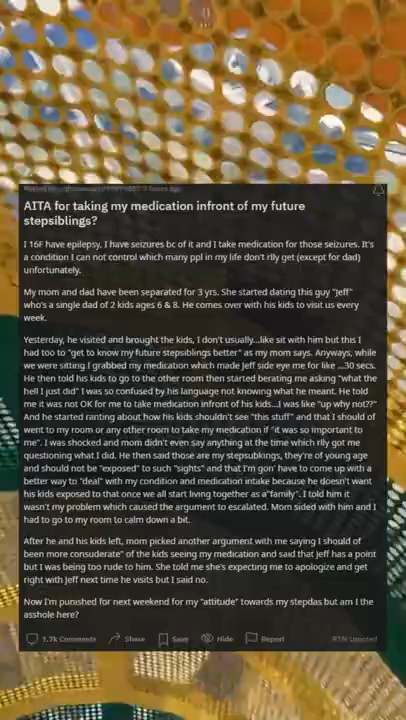 AITA for taking my medication infront of my future
stepsiblings?
I 16F have epilepsy, I have seizures bc of it and I take medication for those seizures. It's
a condition I can not control which many ppl in my life don't rlly get (except for dad)
unfortunately.
My mom and dad have been separated for 3 yrs. She started dating this guy "Jeff"
who's a single dad of 2 kids ages 6 & 8. He comes over with his kids to visit us every
week.
Yesterday, he visited and brought the kids, I don't usually...like sit with him but this I
had too to "get to know my future stepsiblings better" as my mom says. Anyways, while
we were sitting I grabbed my medication which made Jeff side eye me for like ...30 secs.
He then told his kids to go to the other room then started berating me asking "what the
hell I just did" I was so confused by his language not knowing what he meant. He told
me it was not OK for me to take medication infront of his kids...I was like "up why not??"
And he started ranting about how his kids shouldn't see "this stuff" and that I should of
went to my room or any other room to take my medication if "it was so important to
me". I was shocked and mom didn't even say anything at the time which rlly got me
questioning what I did. He then said those are my stepsubkings, they're of young age
and should not be "exposed" to such "sights" and that I'm gon' have to come up with a
better way to "deal" with my condition and medication intake because he doesn't want
his kids exposed to that once we all start living together as a"family". I told him it
wasn't my problem which caused the argument to escalated. Mom sided with him and I
had to go to my room to calm down a bit.
After he and his kids left, mom picked another argument with me saying I should of
been more consuderate" of the kids seeing my medication and said that Jeff has a point
but I was being too rude to him. She told me she's expecting me to apologize and get
right with Jeff next time he visits but I said no.
Now I'm punished for next weekend for my "attitude" towards my stepdas but am I the
asshole here?
1.7k Comments Share Save Hide Report Upvoted